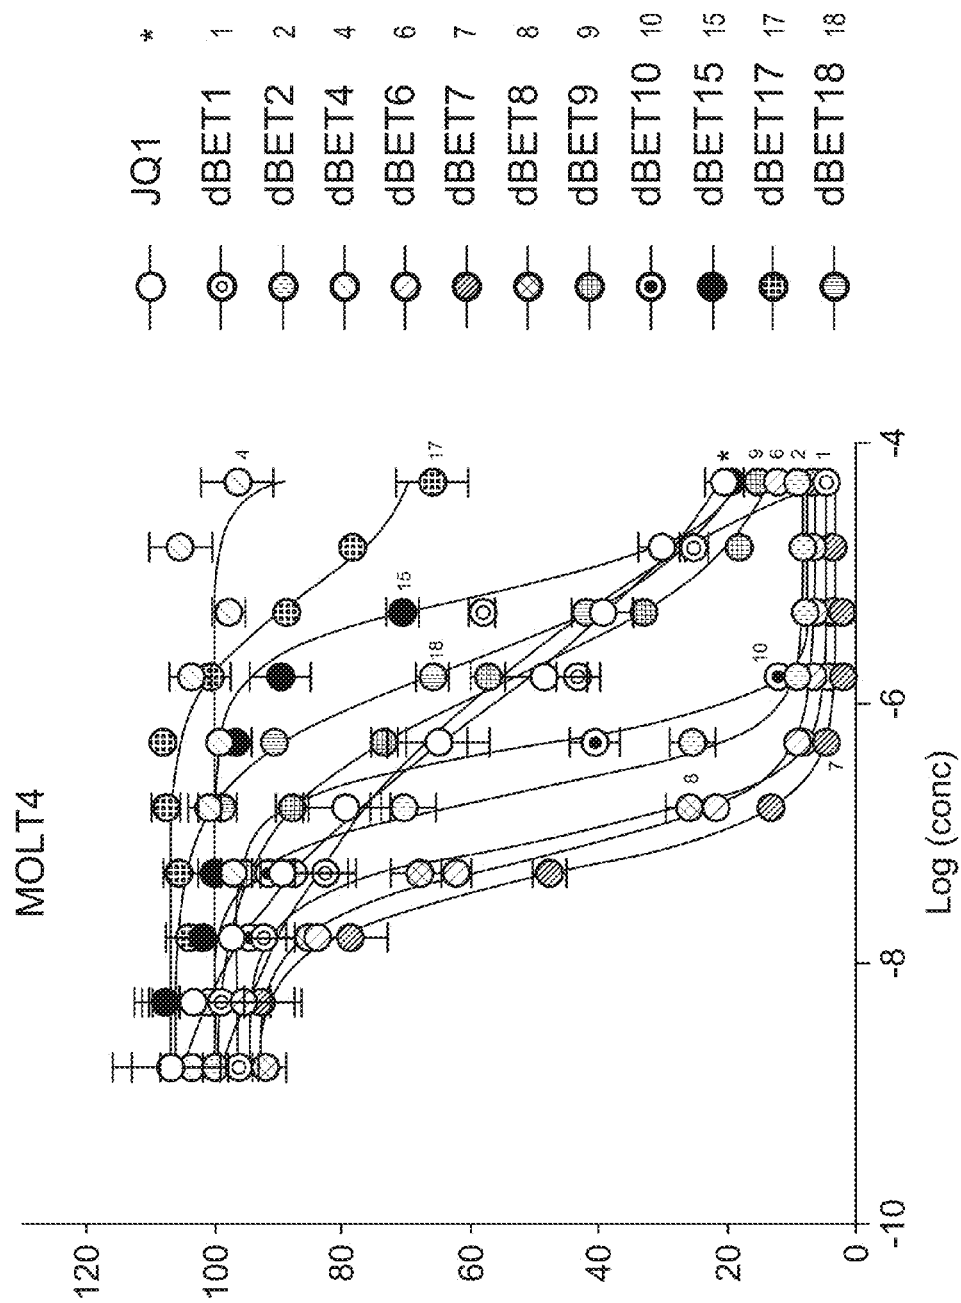 MOLT4
120
100
80
60
40
20
0
-10
-8
-6
-4
Log (conc)
4
17
15
18
10
8
7
*
9
6
2
1
JQ1 *
dBET1 1
dBET2 2
dBET4 4
dBET6 6
dBET7 7
dBET8 8
dBET9 9
dBET10 10
dBET15 15
dBET17 17
dBET18 18